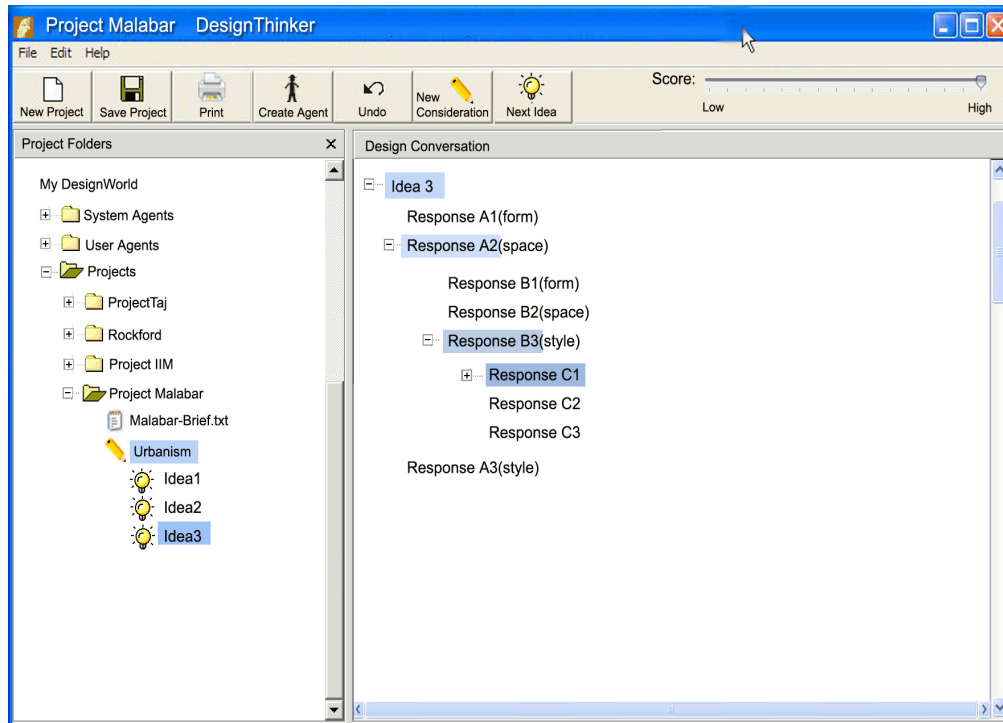 Project Malabar DesignThinker
File Edit Help
New Project
Save Project
Print
Create Agent
Undo
New
Consideration
Next Idea
Score:
Low
High
Project Folders
My DesignWorld
System Agents
User Agents
Projects
ProjectTaj
Rockford
Project IIM
Project Malabar
Malabar-Brief.txt
Urbanism
Idea1
Idea2
Idea3
Design Conversation
Idea 3
Response A1(form)
Response A2(space)
Response B1(form)
Response B2(space)
Response B3(style)
Response C1
Response C2
Response C3
Response A3(style)